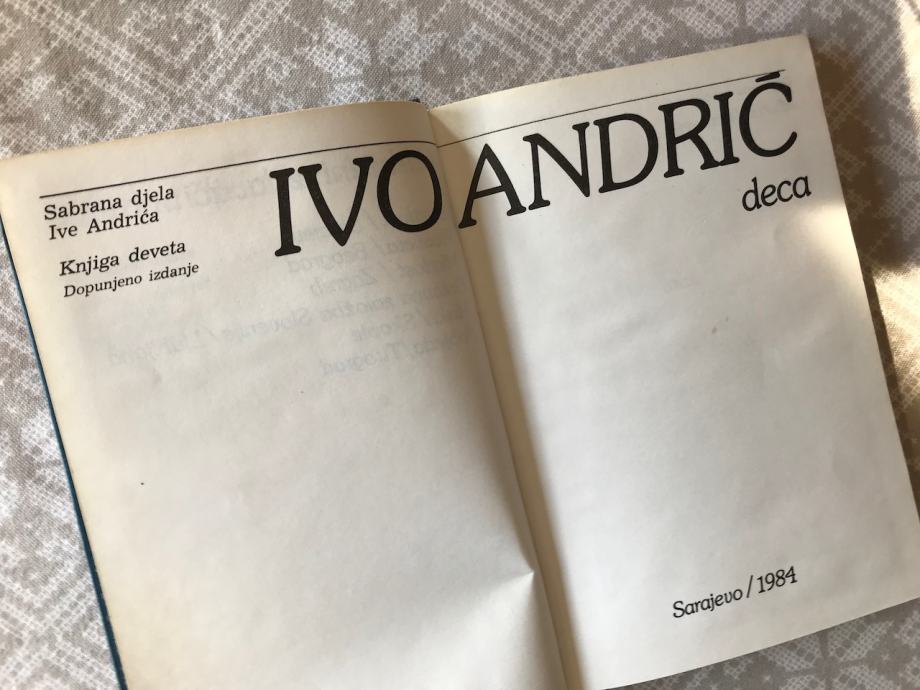 Sabrana djela
Ive Andrića
Knjiga deveta
Dopunjeno izdanje
IVO ANDRIĆ
deca
Sarajevo / 1984